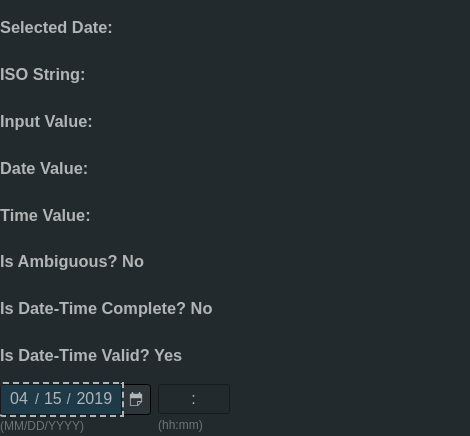 Selected Date:
ISO String:
Input Value:
Date Value:
Time Value:
Is Ambiguous? No
Is Date-Time Complete? No
Is Date-Time Valid? Yes
04 / 15 / 2019 :
(MM/DD/YYYY) (hh:mm)